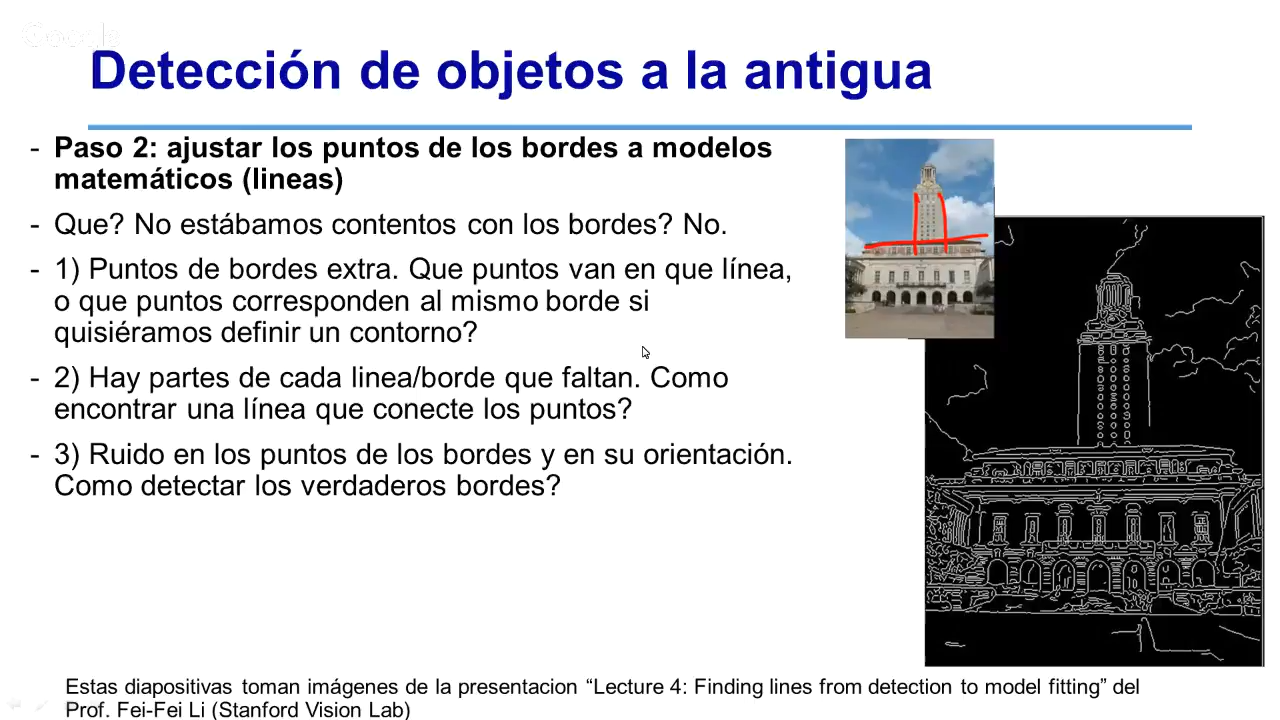 Google
Detección de objetos a la antigua
- Paso 2: ajustar los puntos de los bordes a modelos
matemáticos (lineas)
- Que? No estábamos contentos con los bordes? No.
- 1) Puntos de bordes extra. Que puntos van en que línea,
o que puntos corresponden al mismo borde si
quisiéramos definir un contorno?
- 2) Hay partes de cada linea/borde que faltan. Como
encontrar una línea que conecte los puntos?
- 3) Ruido en los puntos de los bordes y en su orientación.
Como detectar los verdaderos bordes?
Estas diapositivas toman imágenes de la presentacion “Lecture 4: Finding lines from detection to model fitting” del
Prof. Fei-Fei Li (Stanford Vision Lab)